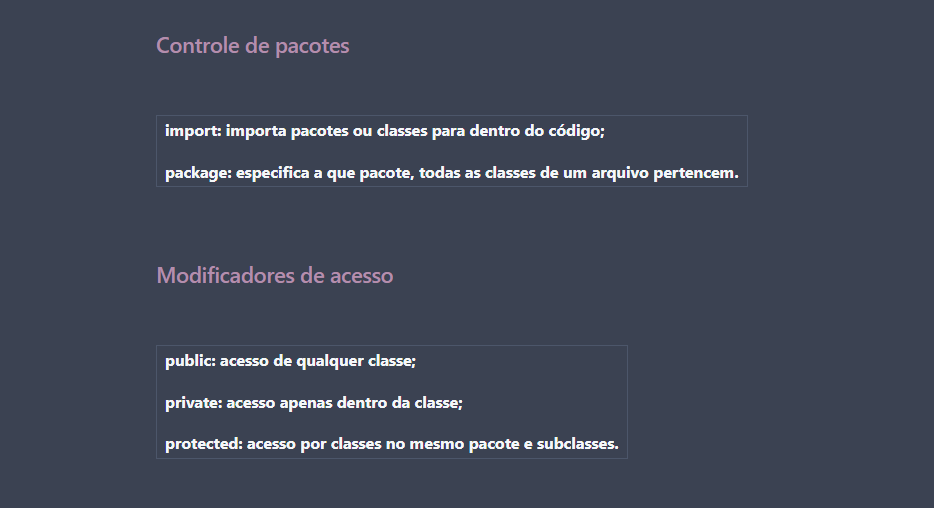 Controle de pacotes
import: importa pacotes ou classes para dentro do código;
package: especifica a que pacote, todas as classes de um arquivo pertencem.
Modificadores de acesso
public: acesso de qualquer classe;
private: acesso apenas dentro da classe;
protected: acesso por classes no mesmo pacote e subclasses.